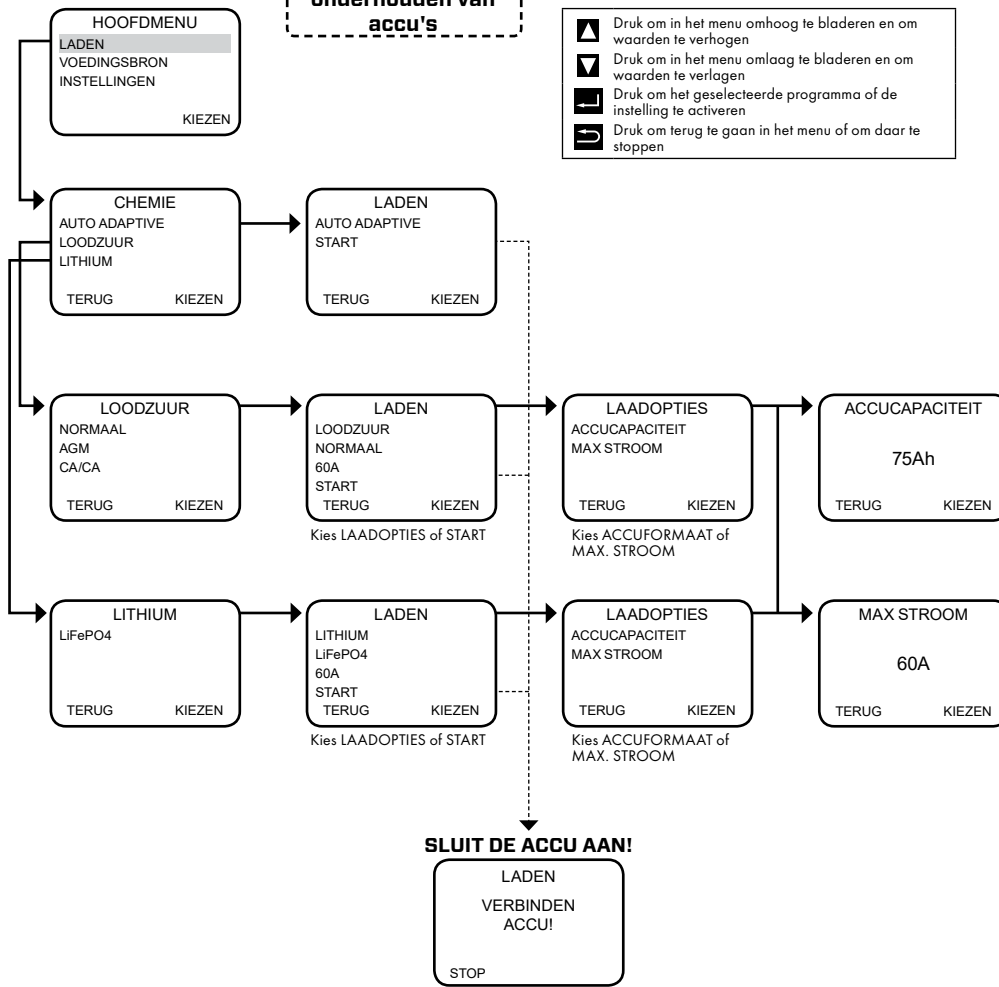 onderhouden van
accu's
HOOFDMENU
LADEN
VOEDINGSBRON
INSTELLINGEN
KIEZEN
Druk om in het menu omhoog te bladeren en om
waarden te verhogen
Druk om in het menu omlaag te bladeren en om
waarden te verlagen
Druk om het geselecteerde programma of de
instelling te activeren
Druk om terug te gaan in het menu of om daar te
stoppen
CHEMIE
AUTO ADAPTIVE
LOODZUUR
LITHIUM
TERUG KIEZEN
LADEN
AUTO ADAPTIVE
START
TERUG KIEZEN
LOODZUUR
NORMAAL
AGM
CA/CA
TERUG KIEZEN
LADEN
LOODZUUR
NORMAAL
60A
START
TERUG KIEZEN
Kies LAADOPTIES of START
LAADOPTIES
ACCUCAPACITEIT
MAX STROOM
TERUG KIEZEN
Kies ACCUFORMAAT of
MAX. STROOM
ACCUCAPACITEIT
75Ah
TERUG KIEZEN
LITHIUM
LiFePO4
TERUG KIEZEN
LADEN
LITHIUM
LiFePO4
60A
START
TERUG KIEZEN
Kies LAADOPTIES of START
LAADOPTIES
ACCUCAPACITEIT
MAX STROOM
TERUG KIEZEN
Kies ACCUFORMAAT of
MAX. STROOM
MAX STROOM
60A
TERUG KIEZEN
SLUIT DE ACCU AAN!
LADEN
VERBINDEN
ACCU!
STOP